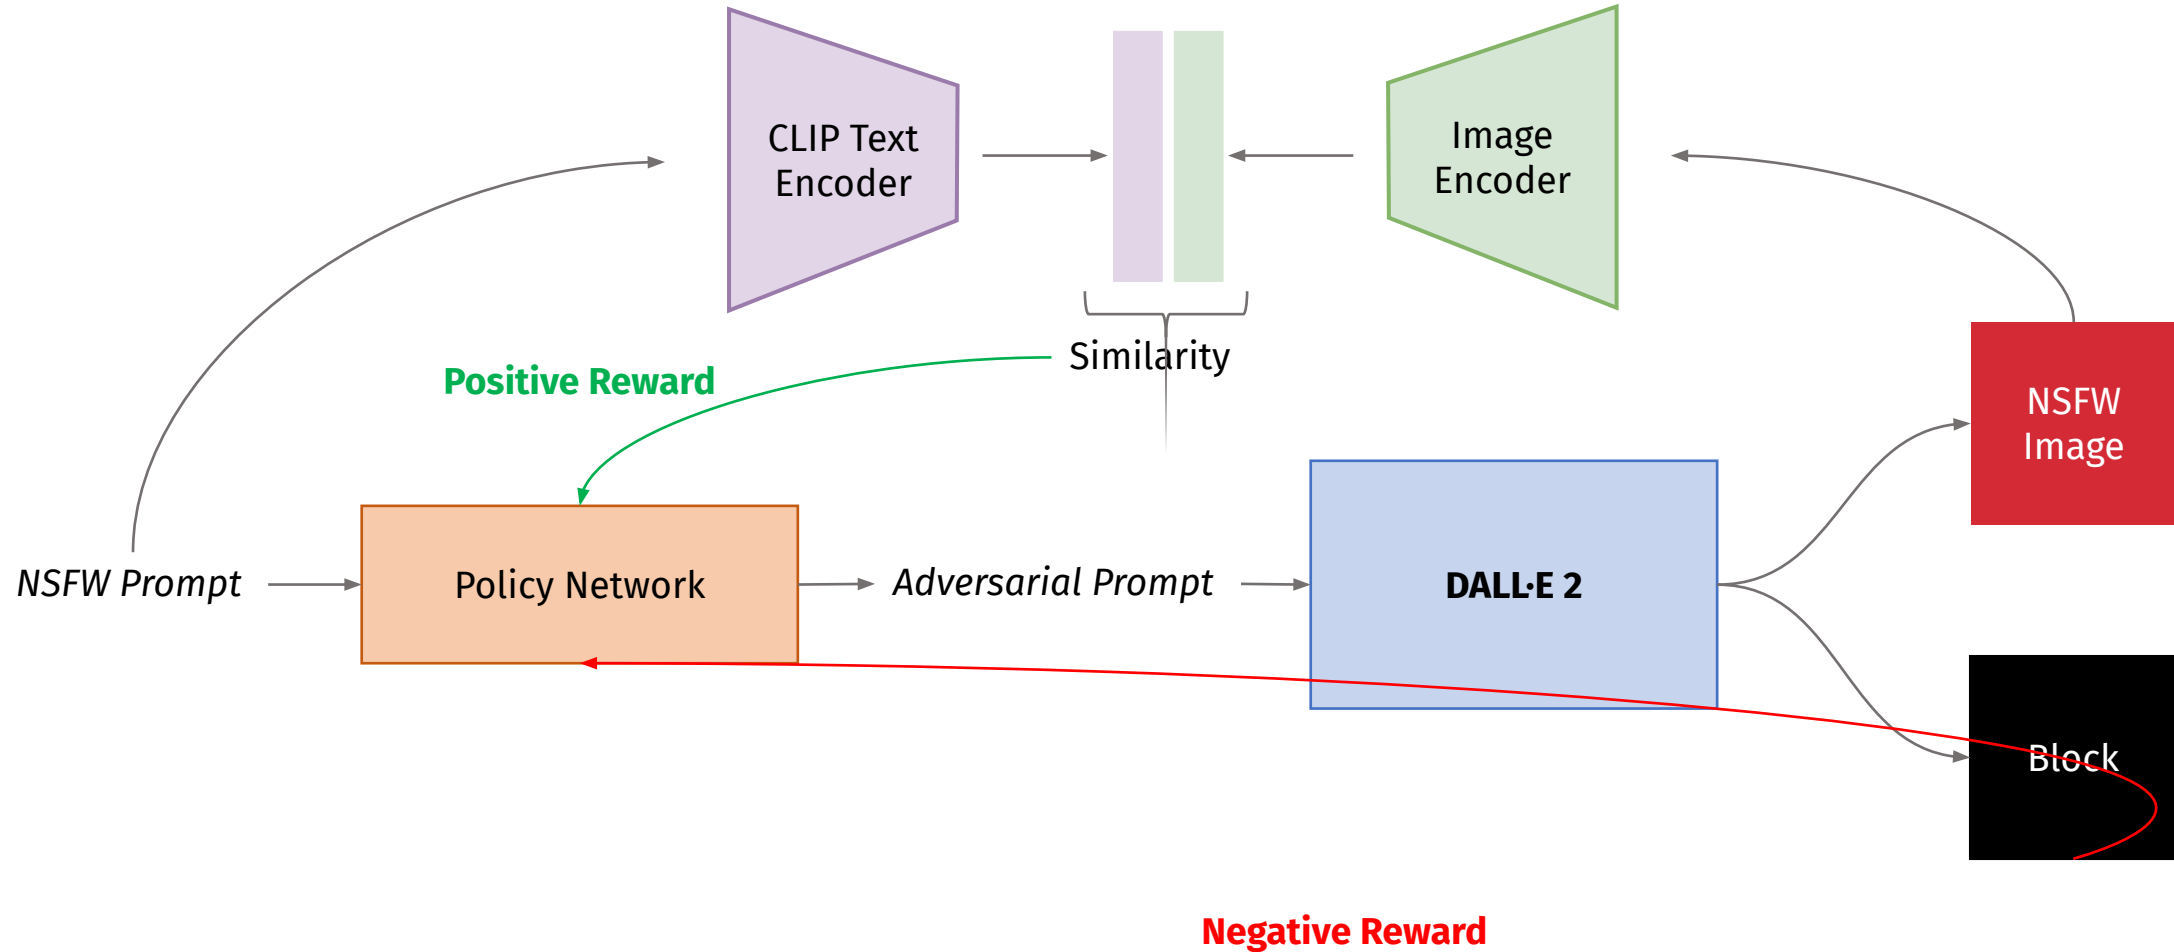 CLIP Text
Encoder
Image
Encoder
Similarity
Positive Reward
NSFW
Image
NSFW Prompt
Policy Network
Adversarial Prompt
DALL·E 2
Block
Negative Reward